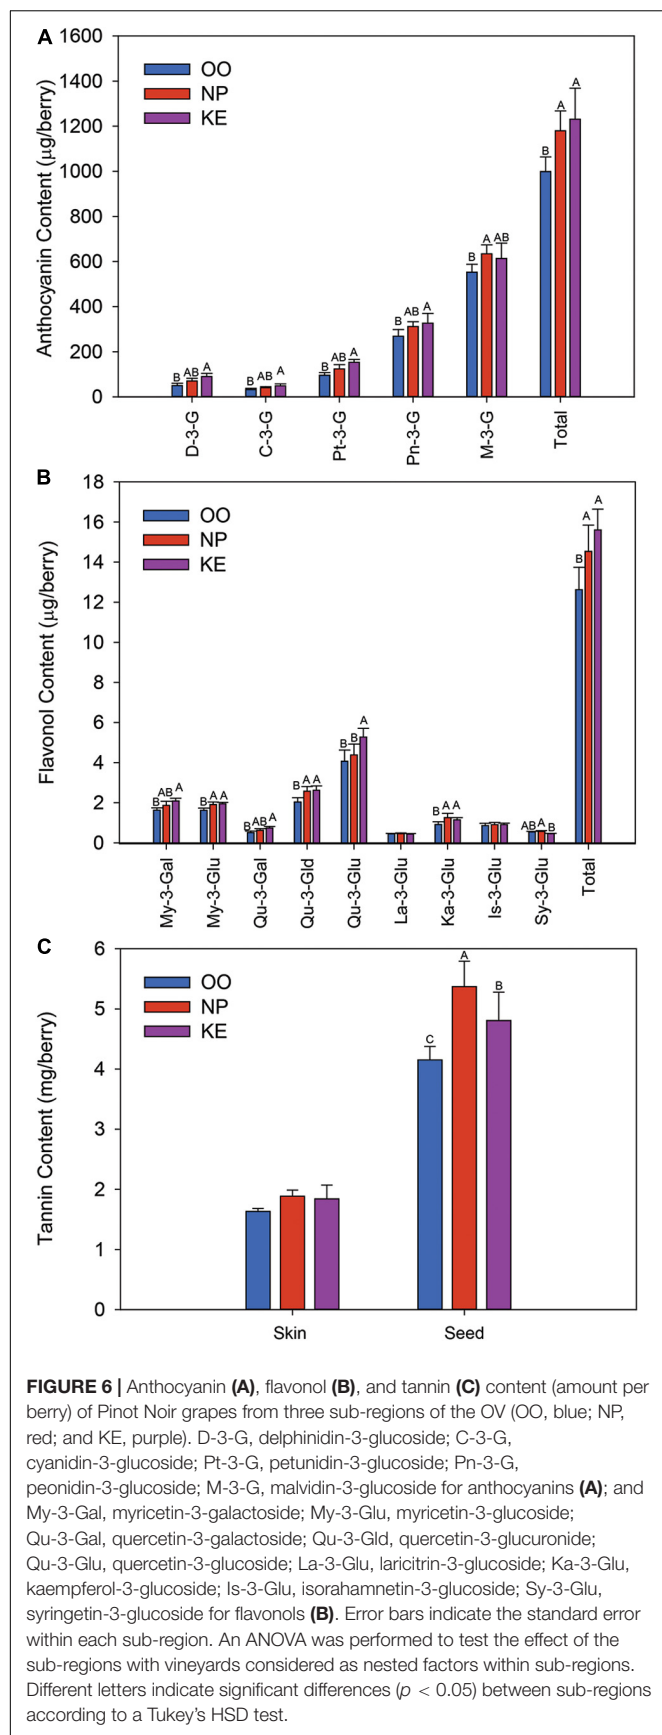 A
1600
1400
1200
1000
800
600
400
200
0
Anthocyanin Content (μg/berry)
OO
NP
KE
B AB A
B AB A
B AB A
B AB A
B A AB
B A A
D-3-G
C-3-G
Pt-3-G
Pn-3-G
M-3-G
Total
B
18
16
14
12
10
8
6
4
2
0
Flavonol Content (μg/berry)
OO
NP
KE
B AB A
B A A
B AB A
B A A
B B A
B A A
AB A B
B A A
My-3-Gal
My-3-Glu
Qu-3-Gal
Qu-3-Gld
Qu-3-Glu
La-3-Glu
Ka-3-Glu
Is-3-Glu
Sy-3-Glu
Total
C
6
5
4
3
2
1
0
Tannin Content (mg/berry)
OO
NP
KE
C A B
Skin
Seed
FIGURE 6 | Anthocyanin (A), flavonol (B), and tannin (C) content (amount per
berry) of Pinot Noir grapes from three sub-regions of the OV (OO, blue; NP,
red; and KE, purple). D-3-G, delphinidin-3-glucoside; C-3-G,
cyanidin-3-glucoside; Pt-3-G, petunidin-3-glucoside; Pn-3-G,
peonidin-3-glucoside; M-3-G, malvidin-3-glucoside for anthocyanins (A); and
My-3-Gal, myricetin-3-galactoside; My-3-Glu, myricetin-3-glucoside;
Qu-3-Gal, quercetin-3-galactoside; Qu-3-Gld, quercetin-3-glucuronide;
Qu-3-Glu, quercetin-3-glucoside; La-3-Glu, laricitrin-3-glucoside; Ka-3-Glu,
kaempferol-3-glucoside; Is-3-Glu, isorahamnetin-3-glucoside; Sy-3-Glu,
syringetin-3-glucoside for flavonols (B). Error bars indicate the standard error
within each sub-region. An ANOVA was performed to test the effect of the
sub-regions with vineyards considered as nested factors within sub-regions.
Different letters indicate significant differences (p < 0.05) between sub-regions
according to a Tukey's HSD test.